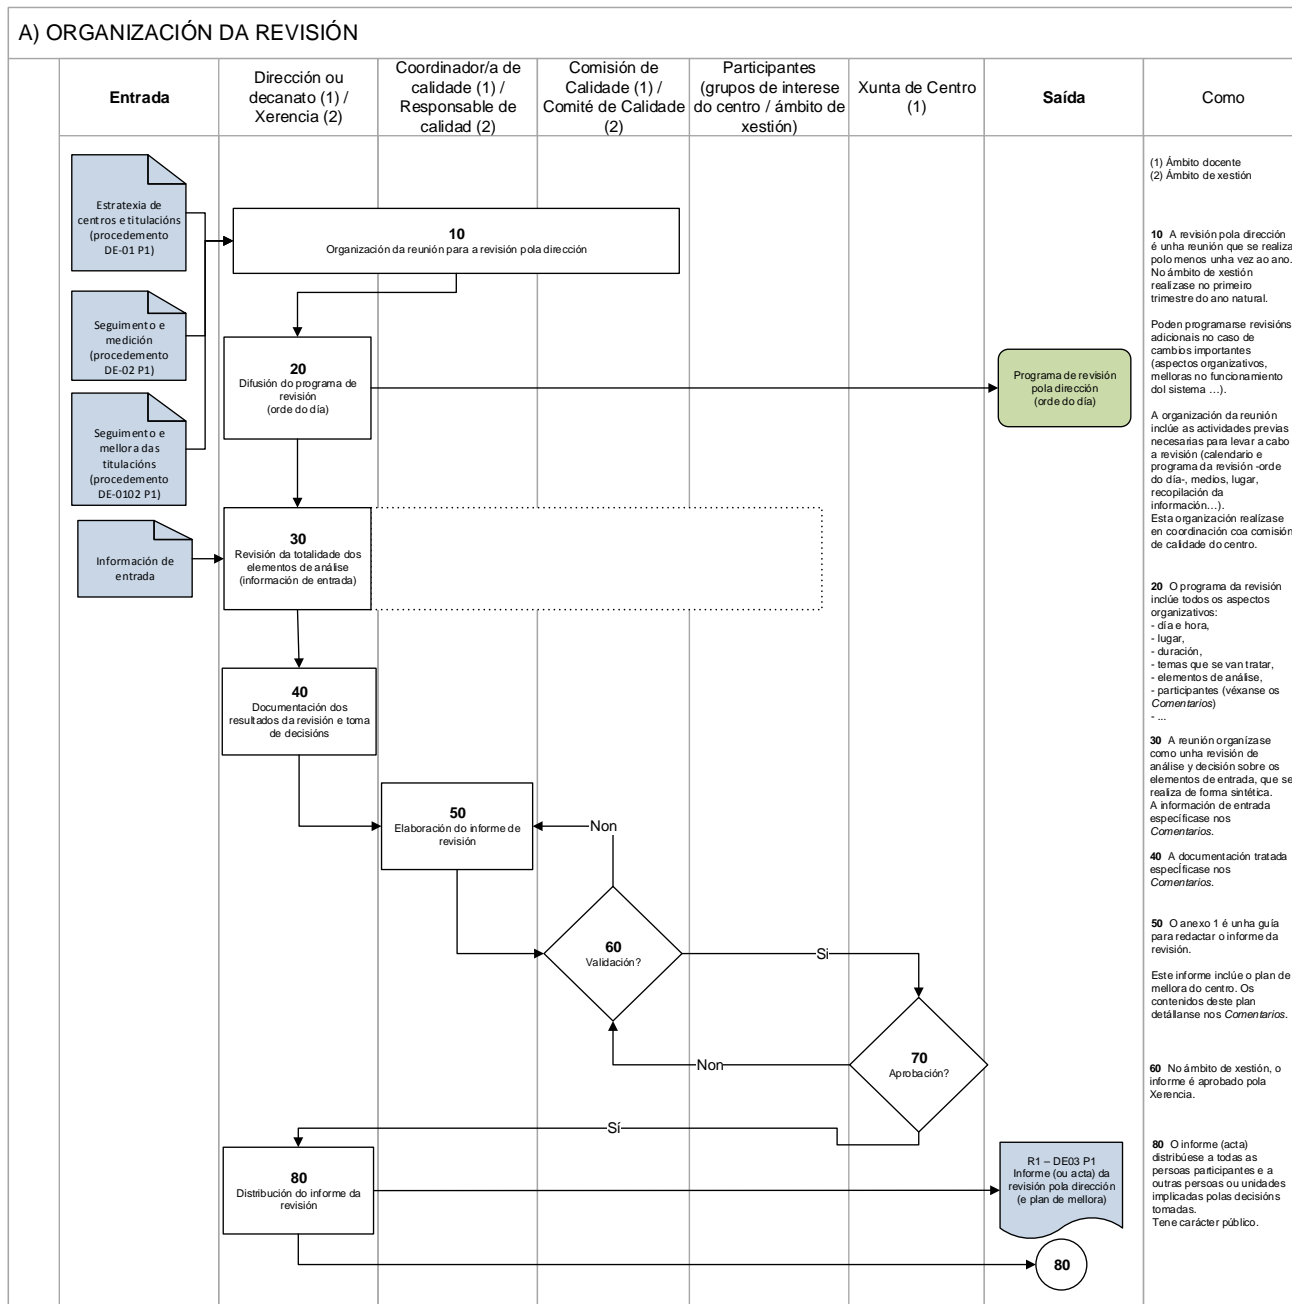 A) ORGANIZACIÓN DA REVISIÓN
Entrada
Dirección ou
decanato (1) /
Xerencia (2)
Coordinador/a de
calidade (1) /
Responsable de
calidad (2)
Comisión de
Calidade (1) /
Comité de Calidade
(2)
Participantes
(grupos de interese
do centro / ámbito de
xestión)
Xunta de Centro
(1)
Saída
Como
Estratexia de
centros e titulacións
(procedemento
DE-01 P1)
Seguimento e
medición
(procedemento
DE-02 P1)
Seguimento e
mellora das
titulacións
(procedemento
DE-0102 P1)
Información de
entrada
10
Organización da reunión para a revisión pola dirección
20
Difusión do programa de
revisión
(orde do día)
Programa de revisión
pola dirección
(orde do día)
30
Revisión da totalidade dos
elementos de análise
(información de entrada)
40
Documentación dos
resultados da revisión e toma
de decisións
50
Elaboración do informe de
revisión
Non
60
Validación?
Si
70
Aprobación?
Non
Sí
80
Distribución do informe da
revisión
R1 – DE03 P1
Informe (ou acta) da
revisión pola dirección
(e plan de mellora)
80
(1) Ámbito docente
(2) Ámbito de xestión
10 A revisión pola dirección
é unha reunión que se realiza
polo menos unha vez ao ano.
No ámbito de xestión
realízase no primeiro
trimestre do ano natural.
Poden programarse revisións
adicionais no caso de
cambios importantes
(aspectos organizativos,
melloras no funcionamento
dol sistema …).
A organización da reunión
inclúe as actividades previas
necesarias para levar a cabo
a revisión (calendario e
programa da revisión -orde
do día-, medios, lugar,
recopilación da
información…).
Esta organización realízase
en coordinación coa comisión
de calidade do centro.
20 O programa da revisión
inclúe todos os aspectos
organizativos:
- día e hora,
- lugar,
- duración,
- temas que se van tratar,
- elementos de análise,
- participantes (véxanse os
Comentarios)
- ...
30 A reunión organízase
como unha revisión de
análise y decisión sobre os
elementos de entrada, que se
realiza de forma sintética.
A información de entrada
específicase nos
Comentarios.
40 A documentación tratada
específicase nos
Comentarios.
50 O anexo 1 é unha guía
para redactar o informe da
revisión.
Este informe inclúe o plan de
mellora do centro. Os
contenidos deste plan
detállanse nos Comentarios.
60 No ámbito de xestión, o
informe é aprobado pola
Xerencia.
80 O informe (acta)
distribúese a todas as
persoas participantes e a
outras persoas ou unidades
implicadas polas decisións
tomadas.
Tene carácter público.